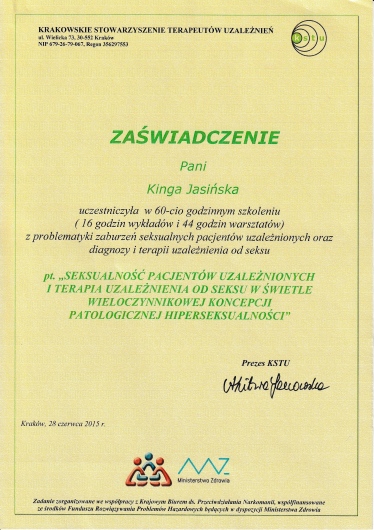 KRAKOWSKIE STOWARZYSZENIE TERAPEUTÓW UZALEŻNIEŃ
ul. Wielicka 73, 30-552 Kraków
NIP 679-26-79-067, Regon 356297553
Kstu
ZAŚWIADCZENIE
Pani
Kinga Jasińska
uczestniczyła w 60-cio godzinnym szkoleniu
( 16 godzin wykładów i 44 godzin warsztatów)
z problematyki zaburzeń seksualnych pacjentów uzależnionych oraz
diagnozy i terapii uzależnienia od seksu
pt. „SEKSUALNOŚĆ PACJENTÓW UZALEŻNIONYCH
I TERAPIA UZALEŻNIENIA OD SEKSU W ŚWIETLE
WIELOCZYNNIKOWEJ KONCEPCJI
PATOLOGICZNEJ HIPERSEKSUALNOŚCI”
Prezes KSTU
Kraków, 28 czerwca 2015 r.
MZ
Ministerstwo Zdrowia
Zadanie zorganizowane we współpracy z Krajowym Biurem ds. Przeciwdziałania Narkomanii, współfinansowane
ze środków Funduszu Rozwiązywania Problemów Hazardowych będących w dyspozycji Ministerstwa Zdrowia